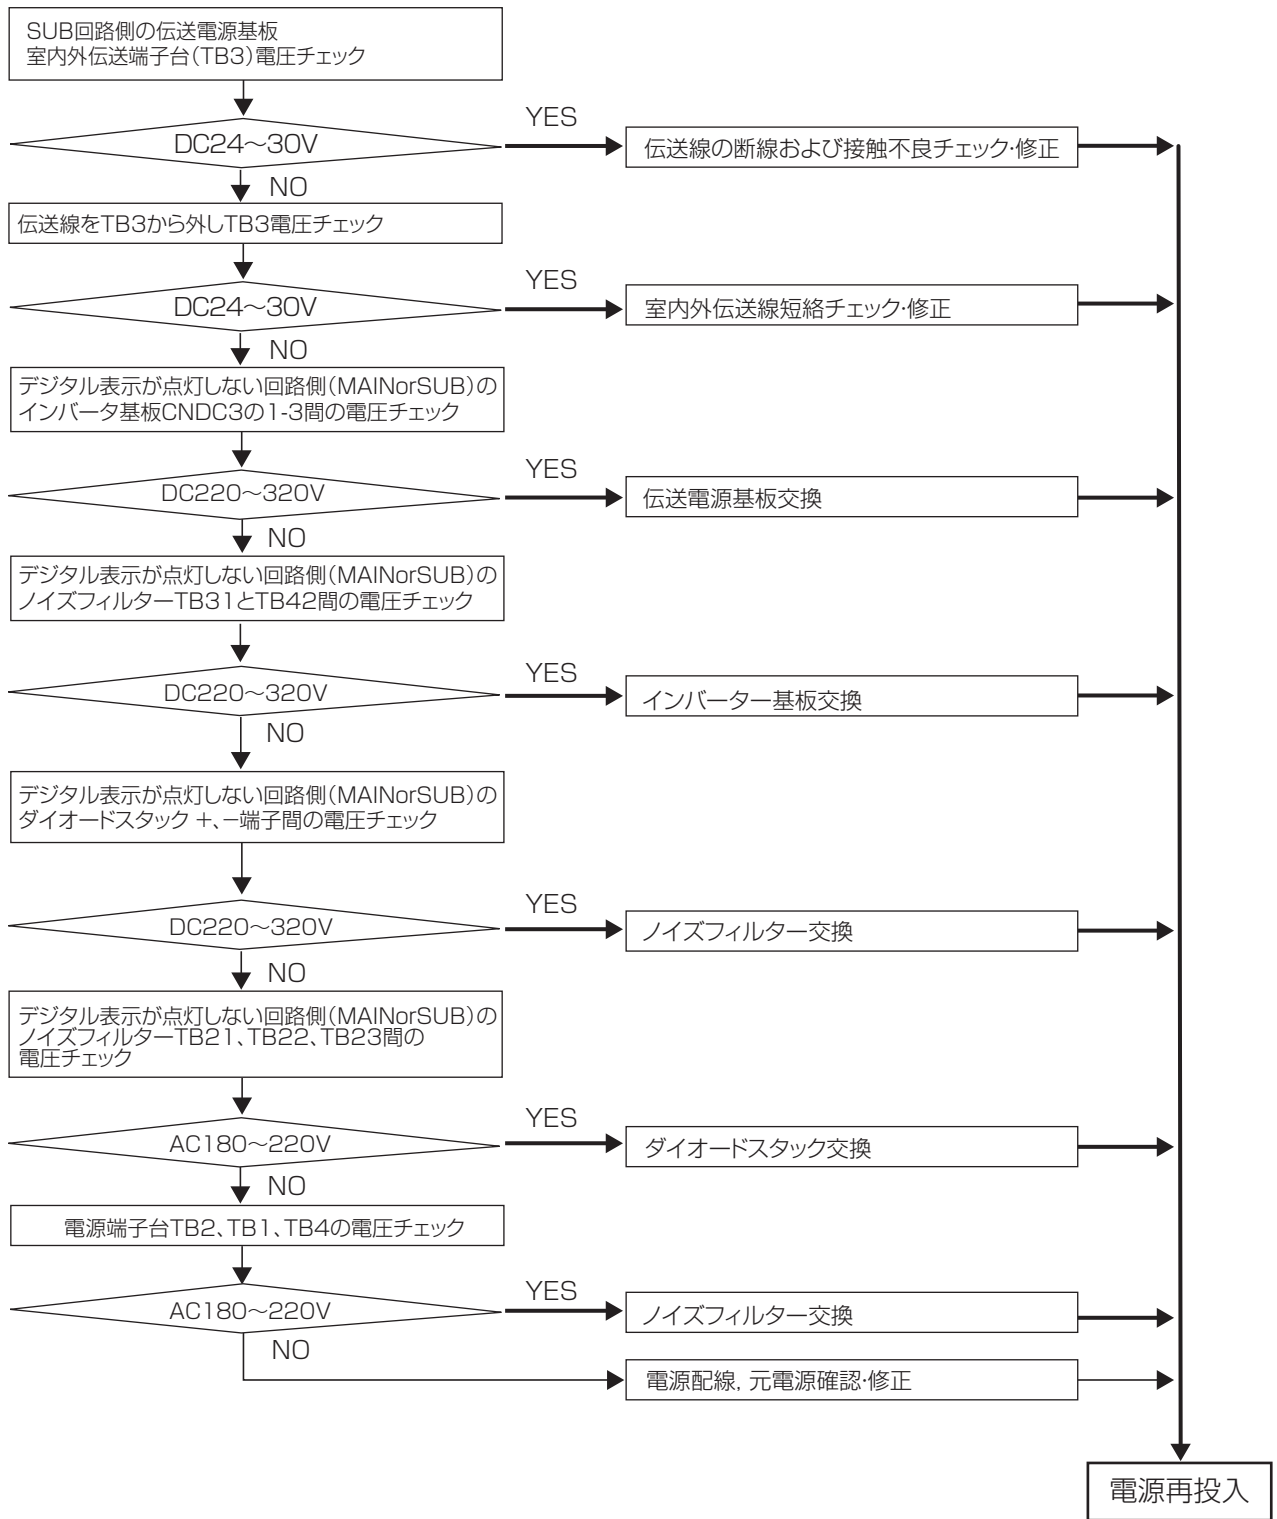 SUB回路側の伝送電源基板
室内外伝送端子台(TB3)電圧チェック
DC24～30V
YES
伝送線の断線および接触不良チェック・修正
NO
伝送線をTB3から外しTB3電圧チェック
DC24～30V
YES
室内外伝送線短絡チェック・修正
NO
デジタル表示が点灯しない回路側(MAINorSUB)の
インバータ基板CNDC3の1-3間の電圧チェック
DC220～320V
YES
伝送電源基板交換
NO
デジタル表示が点灯しない回路側(MAINorSUB)の
ノイズフィルターTB31とTB42間の電圧チェック
DC220～320V
YES
インバーター基板交換
NO
デジタル表示が点灯しない回路側(MAINorSUB)の
ダイオードスタック +、−端子間の電圧チェック
DC220～320V
YES
ノイズフィルター交換
NO
デジタル表示が点灯しない回路側(MAINorSUB)の
ノイズフィルターTB21、TB22、TB23間の
電圧チェック
AC180～220V
YES
ダイオードスタック交換
NO
電源端子台TB2、TB1、TB4の電圧チェック
AC180～220V
YES
ノイズフィルター交換
NO
電源配線, 元電源確認・修正
電源再投入